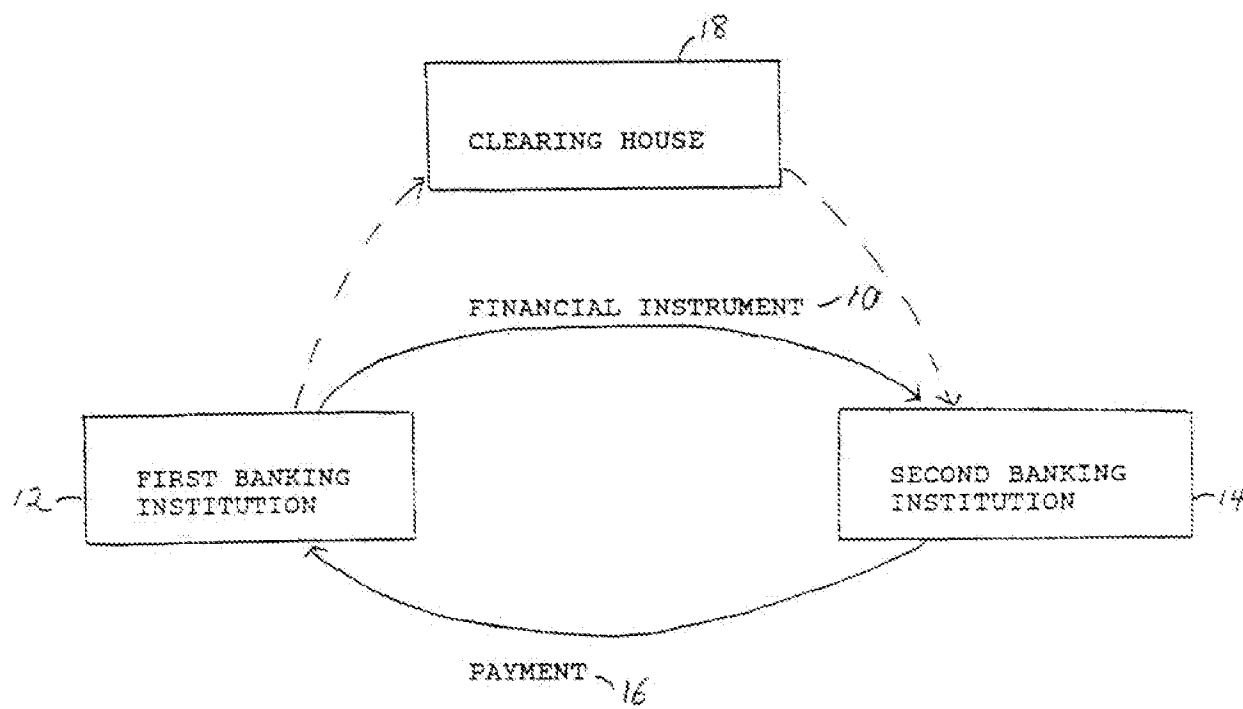 18
CLEARING HOUSE
FINANCIAL INSTRUMENT 10
FIRST BANKING
INSTITUTION
12
SECOND BANKING
INSTITUTION
14
PAYMENT 16